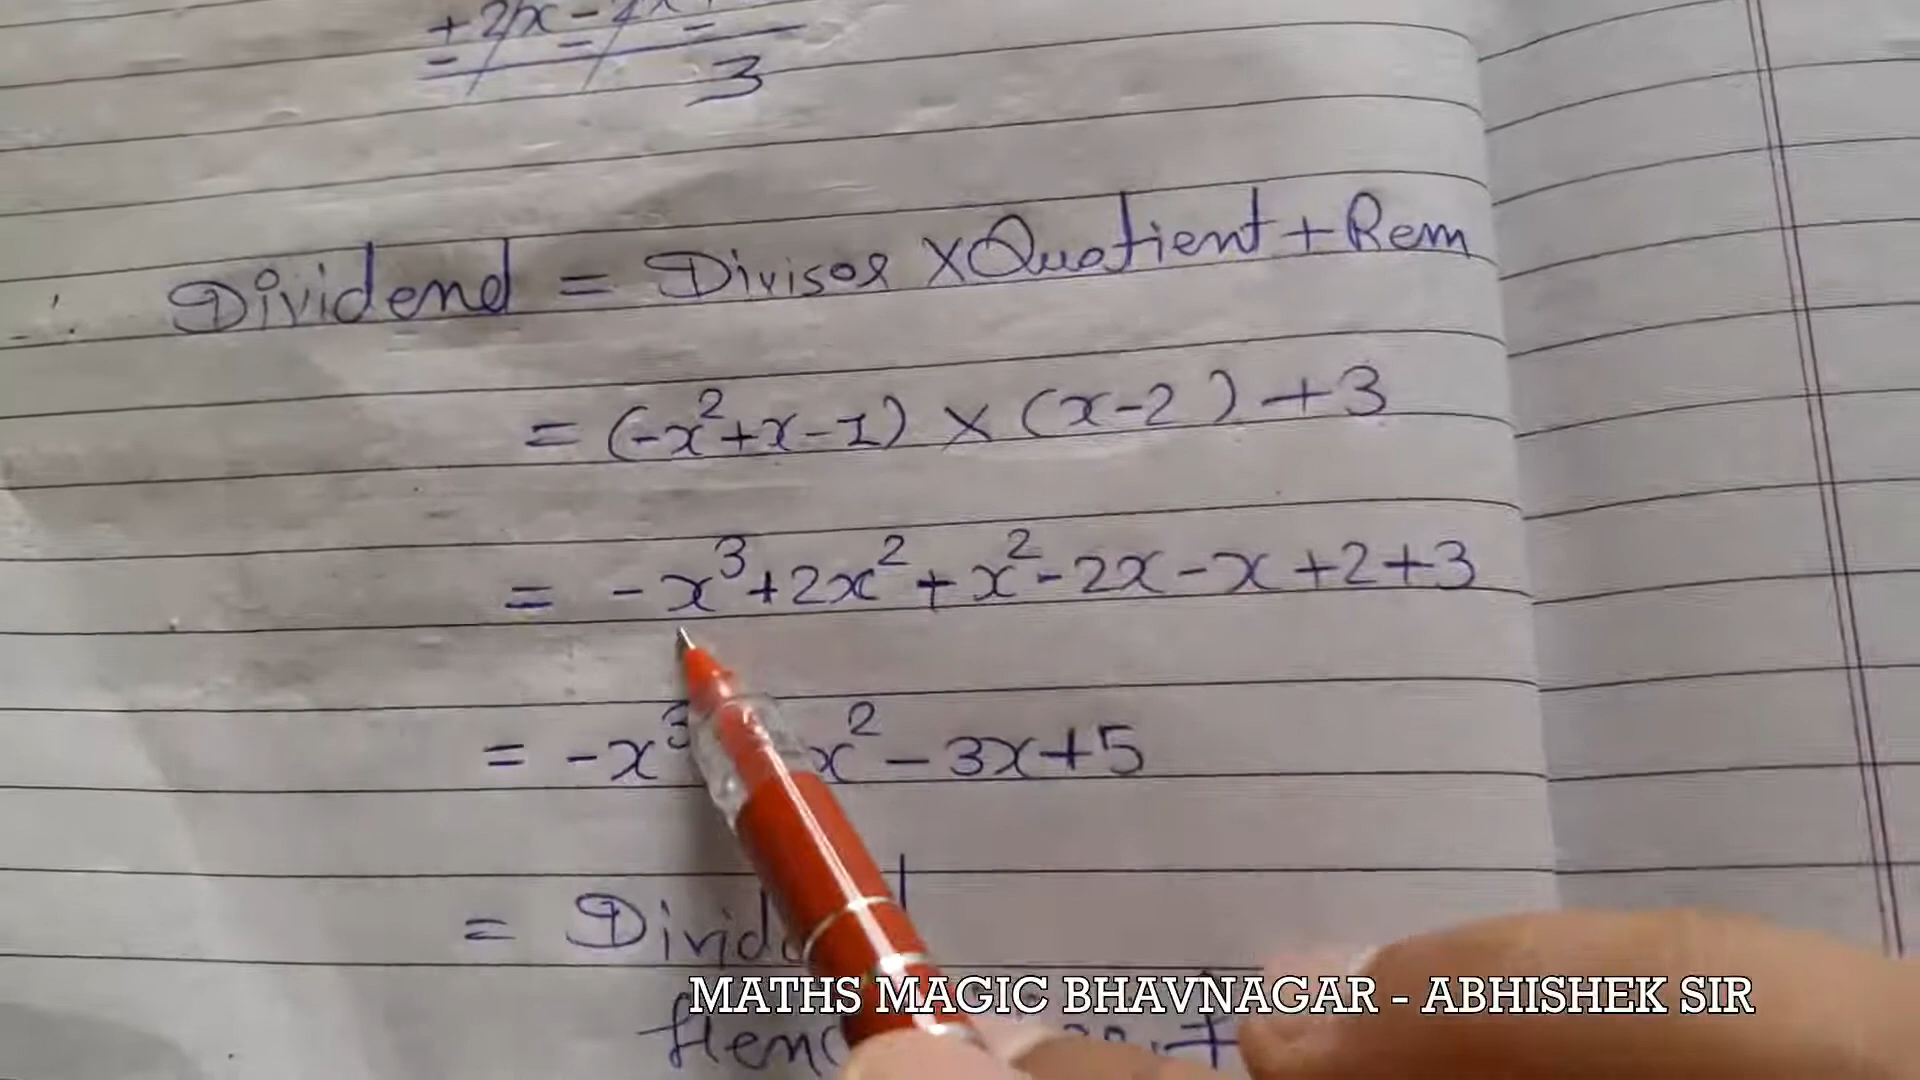 3
∴ Dividend = Divisor × Quotient + Rem
= (-x²+x-1) × (x-2) + 3
= -x³+2x²+x²-2x-x+2+3
= -x³ x² - 3x+5
=
MATHS MAGIC BHAVNAGAR - ABHISHEK SIR